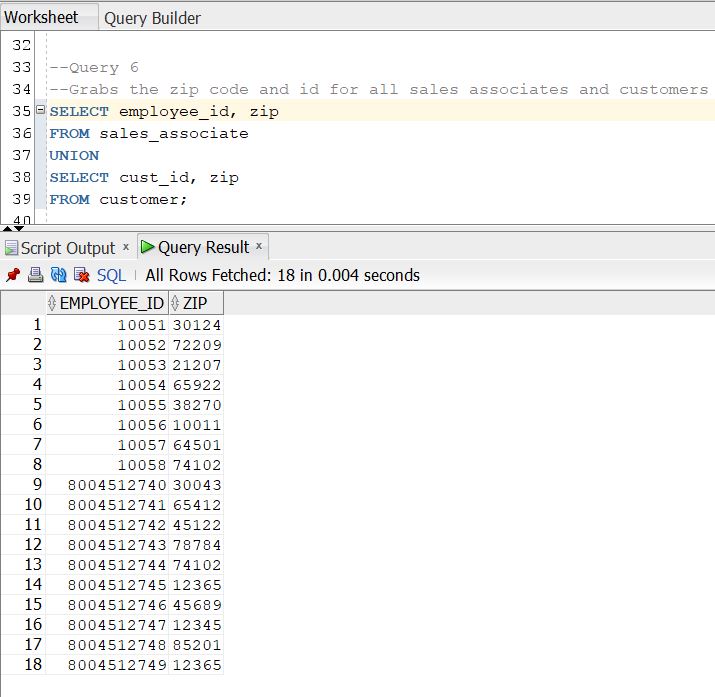 Worksheet Query Builder
32
33 --Query 6
34 --Grabs the zip code and id for all sales associates and customers
35 SELECT employee_id, zip
36 FROM sales_associate
37 UNION
38 SELECT cust_id, zip
39 FROM customer;
40
Script Output x Query Result x
SQL All Rows Fetched: 18 in 0.004 seconds
EMPLOYEE_ID ZIP
1 10051 30124
2 10052 72209
3 10053 21207
4 10054 65922
5 10055 38270
6 10056 10011
7 10057 64501
8 10058 74102
9 8004512740 30043
10 8004512741 65412
11 8004512742 45122
12 8004512743 78784
13 8004512744 74102
14 8004512745 12365
15 8004512746 45689
16 8004512747 12345
17 8004512748 85201
18 8004512749 12365